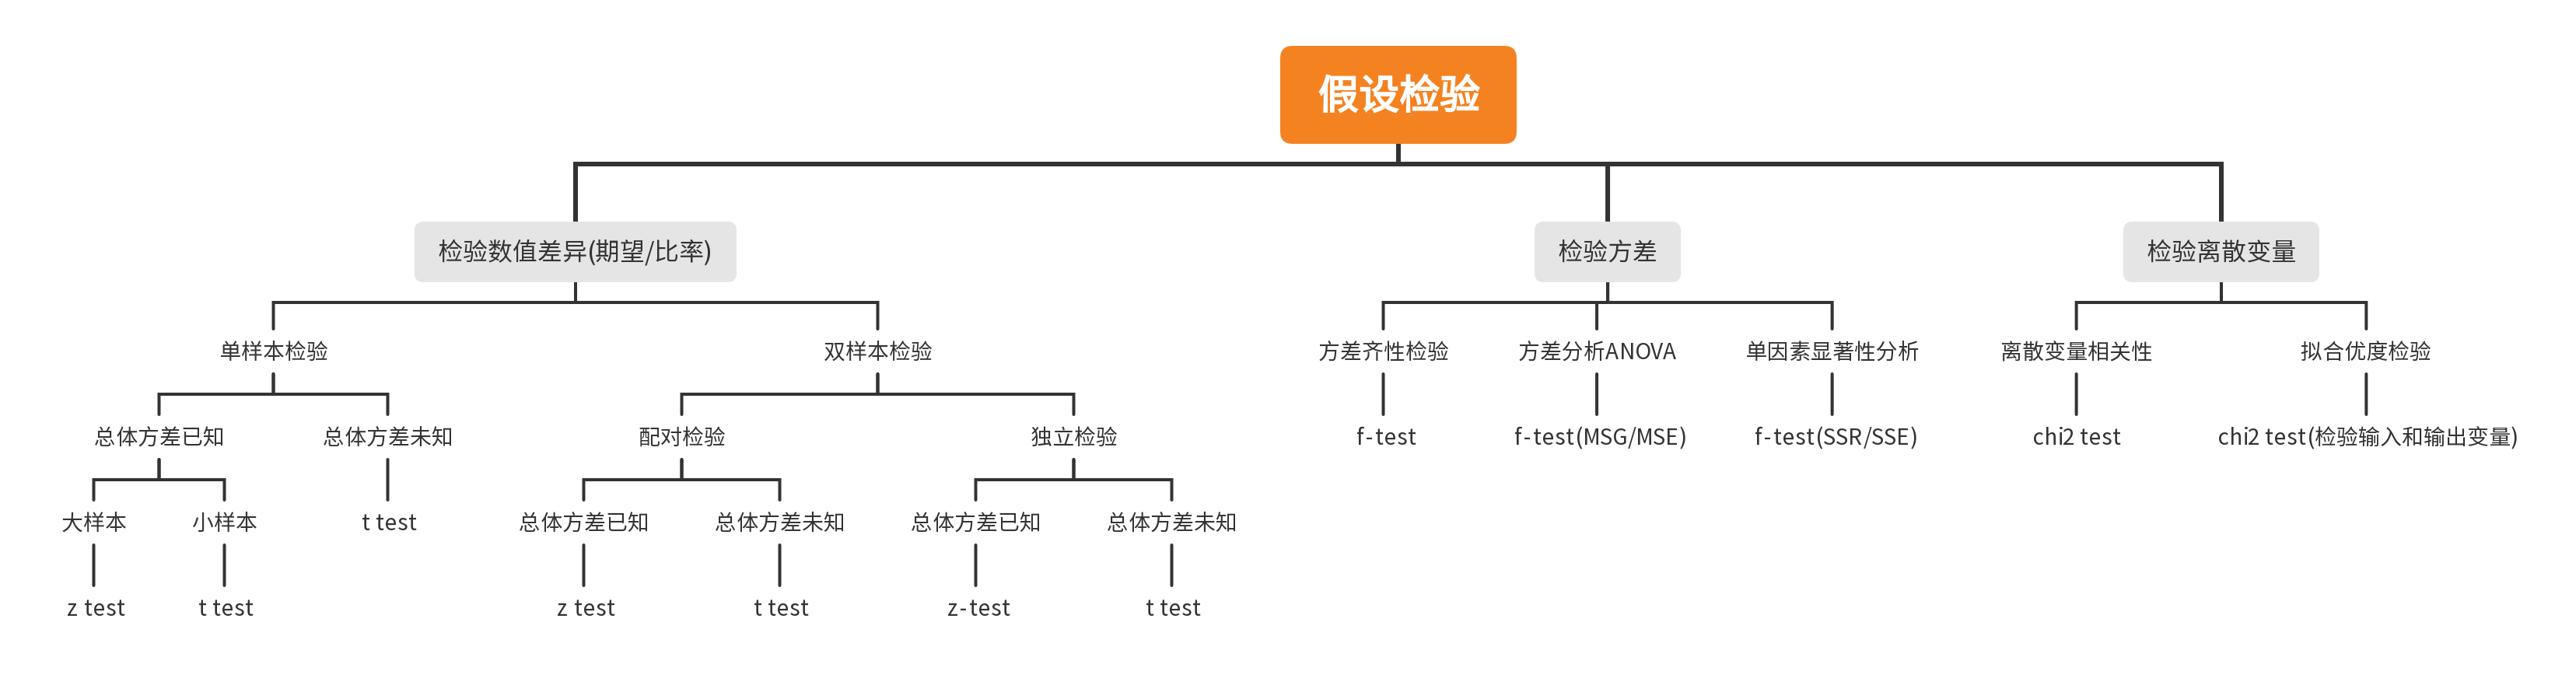 假设检验
检验数值差异(期望/比率)
检验方差
检验离散变量
单样本检验
双样本检验
方差齐性检验
方差分析ANOVA
单因素显著性分析
离散变量相关性
拟合优度检验
总体方差已知
总体方差未知
配对检验
独立检验
f-test
f-test(MSG/MSE)
f-test(SSR/SSE)
chi2 test
chi2 test(检验输入和输出变量)
大样本
小样本
t test
总体方差已知
总体方差未知
总体方差已知
总体方差未知
z test
t test
z test
t test
z-test
t test